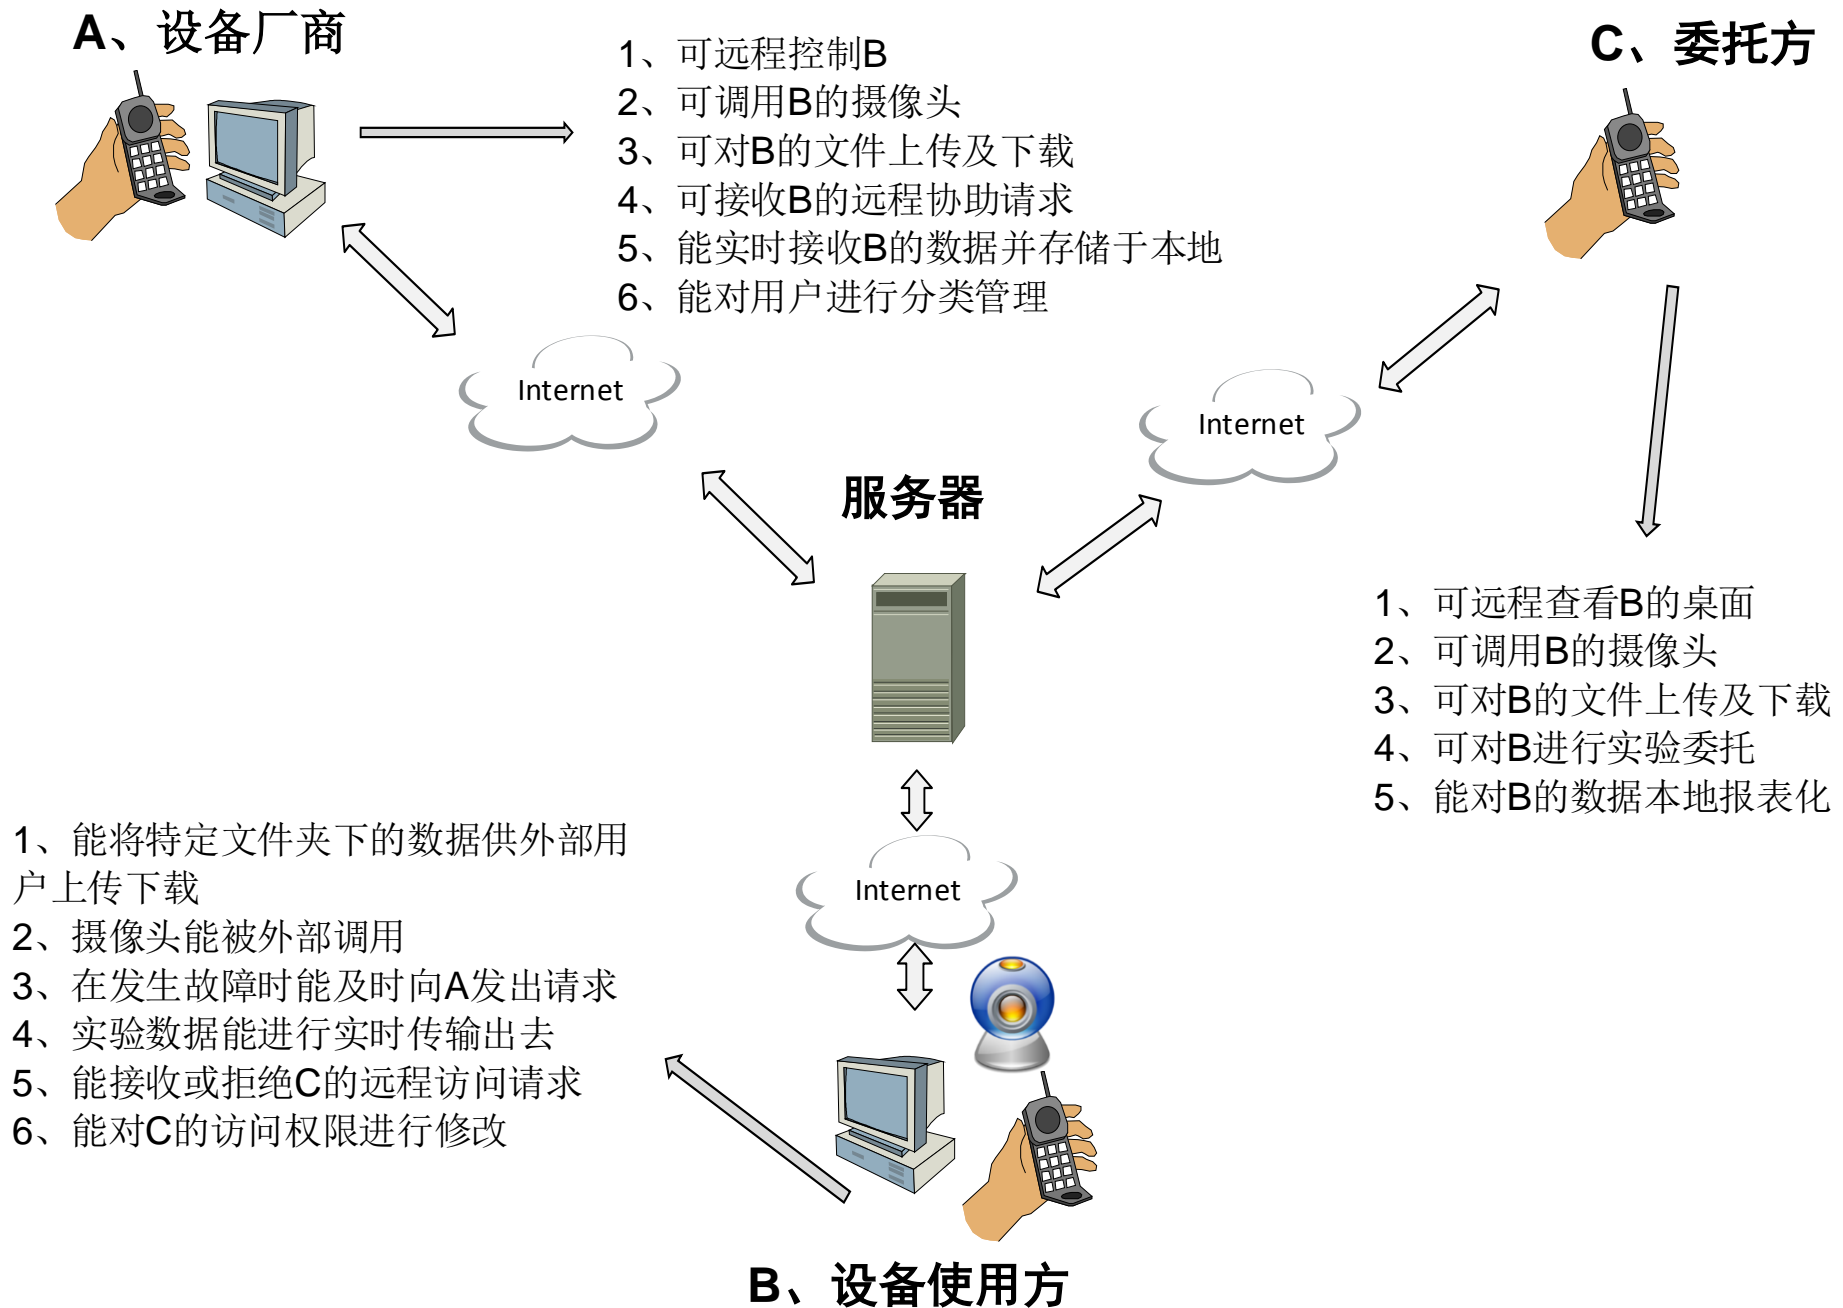 A、设备厂商
1、可远程控制B
2、可调用B的摄像头
3、可对B的文件上传及下载
4、可接收B的远程协助请求
5、能实时接收B的数据并存储于本地
6、能对用户进行分类管理
C、委托方
Internet
Internet
服务器
1、可远程查看B的桌面
2、可调用B的摄像头
3、可对B的文件上传及下载
4、可对B进行实验委托
5、能对B的数据本地报表化
1、能将特定文件夹下的数据供外部用
户上传下载
2、摄像头能被外部调用
3、在发生故障时能及时向A发出请求
4、实验数据能进行实时传输出去
5、能接收或拒绝C的远程访问请求
6、能对C的访问权限进行修改
Internet
B、设备使用方